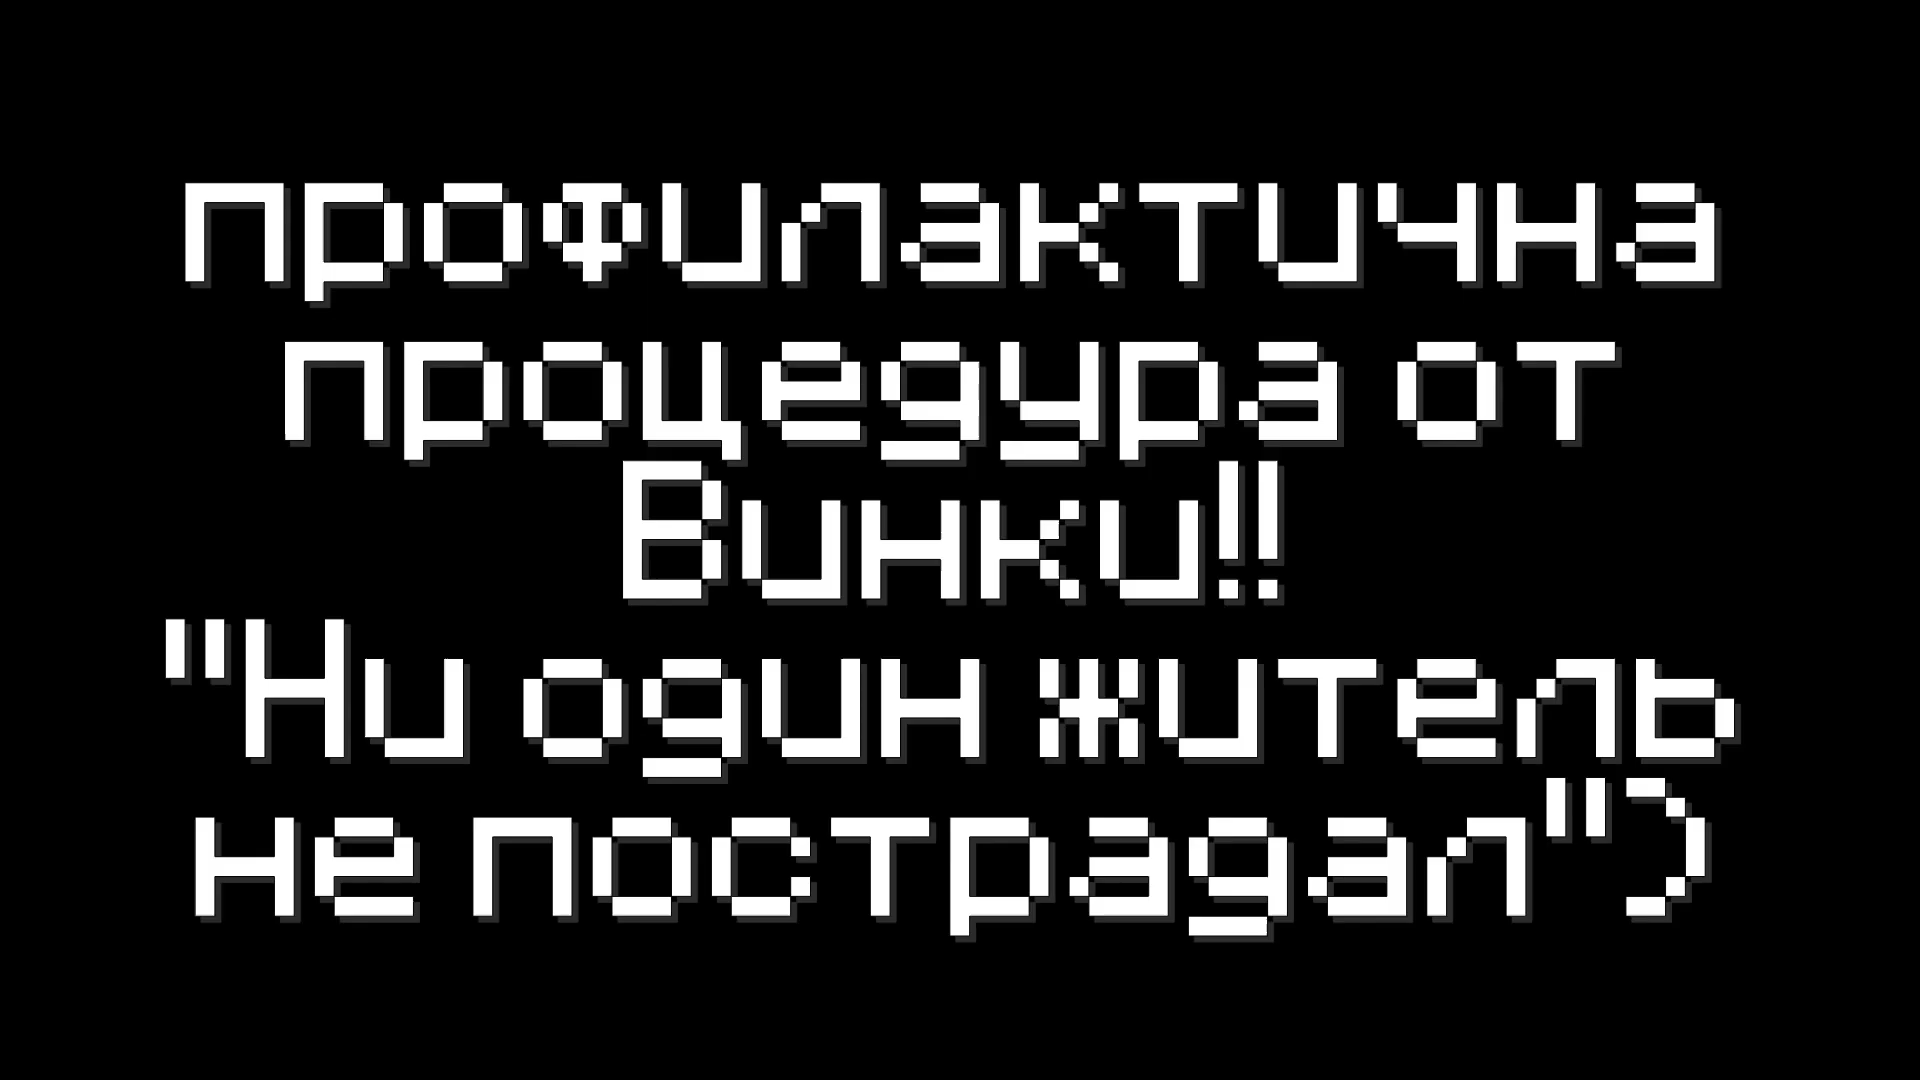 профилактична
процедура от
Винки!!
"Ни один житель
не пострадал")